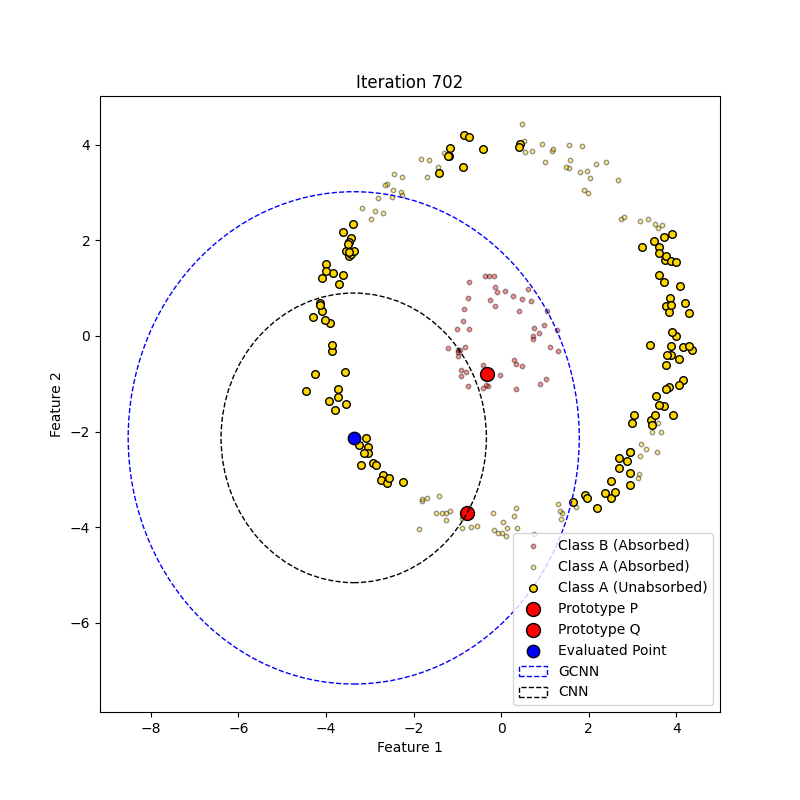 Iteration 702
4
2
0
−2
−4
−6
Feature 2
Class B (Absorbed)
Class A (Absorbed)
Class A (Unabsorbed)
Prototype P
Prototype Q
Evaluated Point
GCNN
CNN
−8
−6
−4
−2
0
2
4
Feature 1